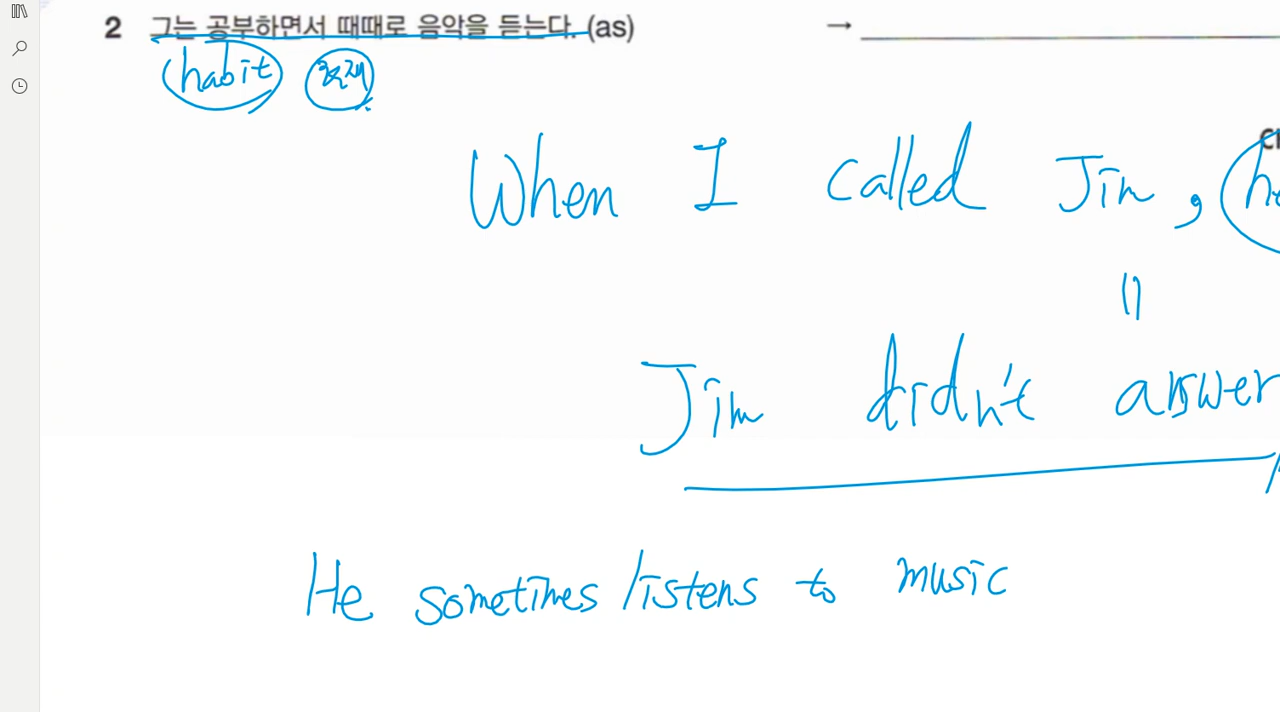 2 그는 공부하면서 때때로 음악을 듣는다. (as) →
habit 현재
When I called Jim, he
Jim didn't answer
He sometimes listens to music